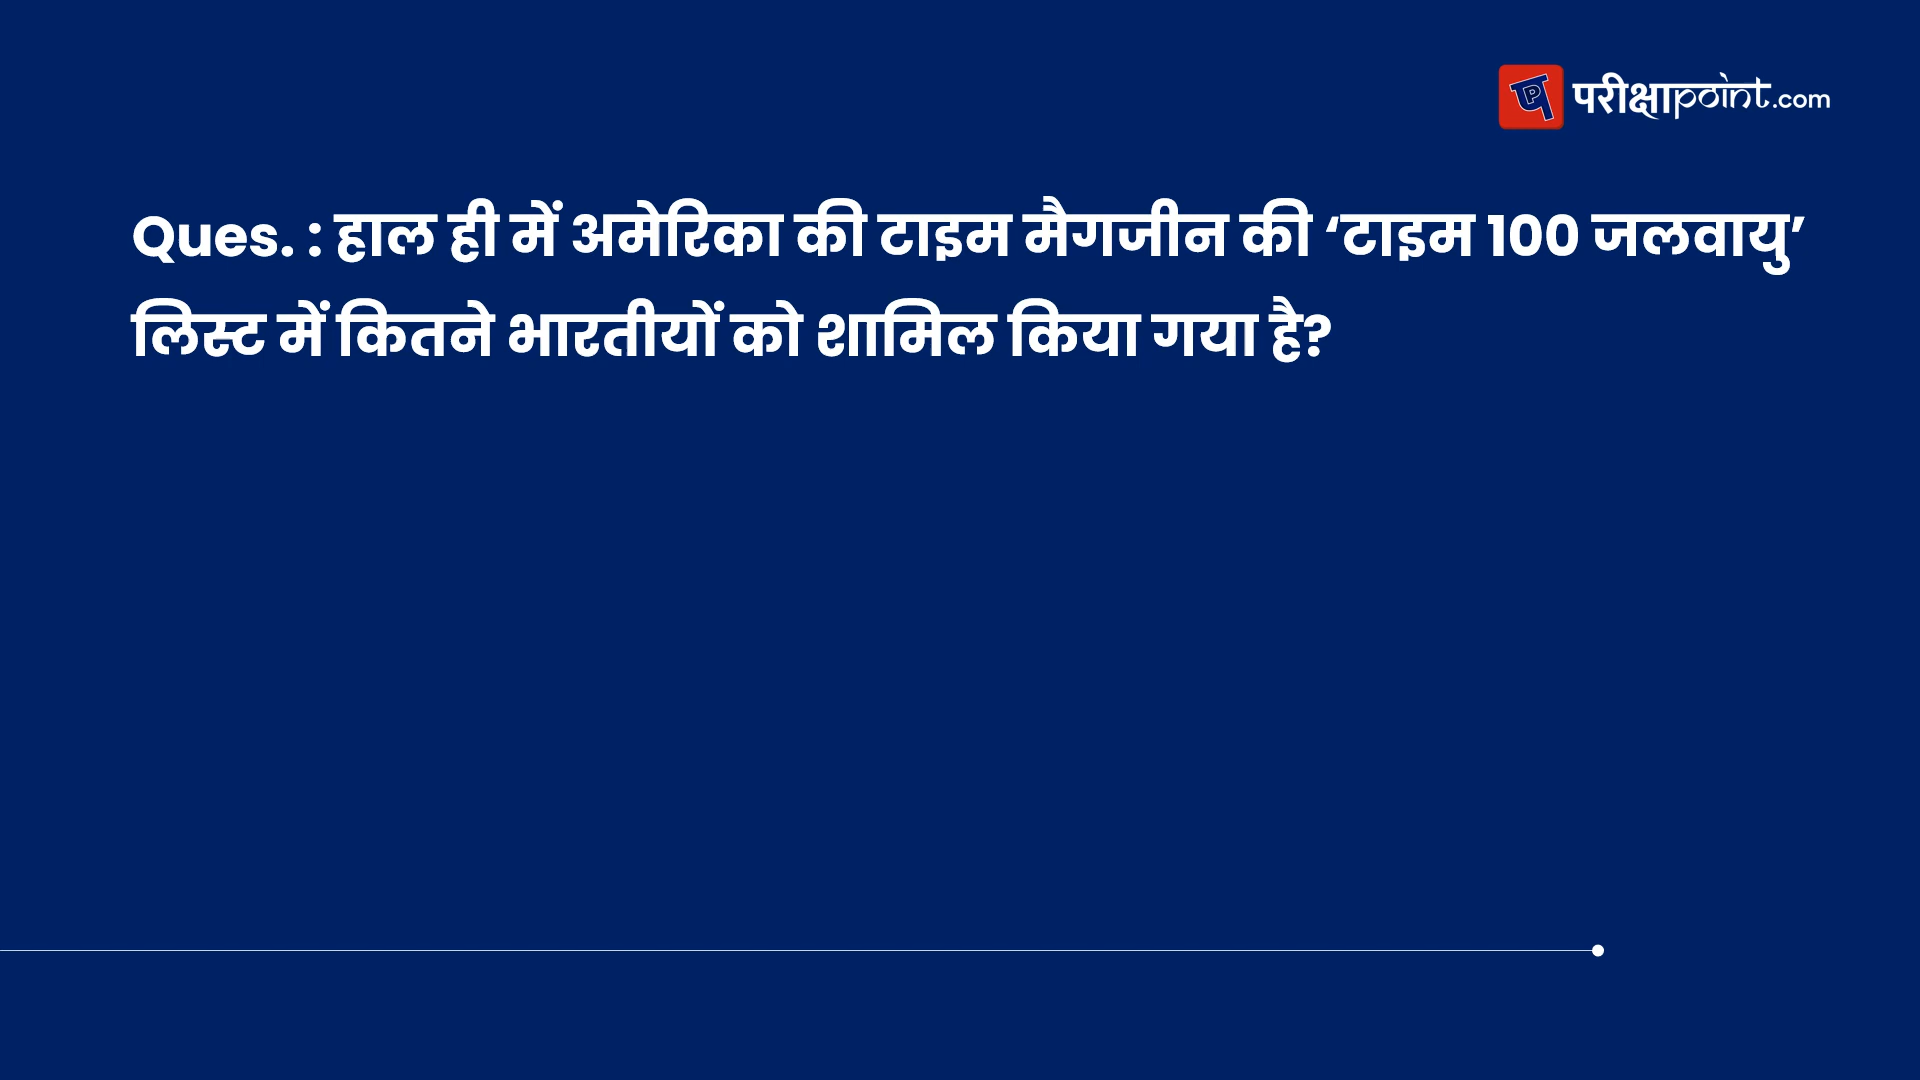 परीक्षाpoint.com
Ques. : हाल ही में अमेरिका की टाइम मैगजीन की ‘टाइम 100 जलवायु’
लिस्ट में कितने भारतीयों को शामिल किया गया है?